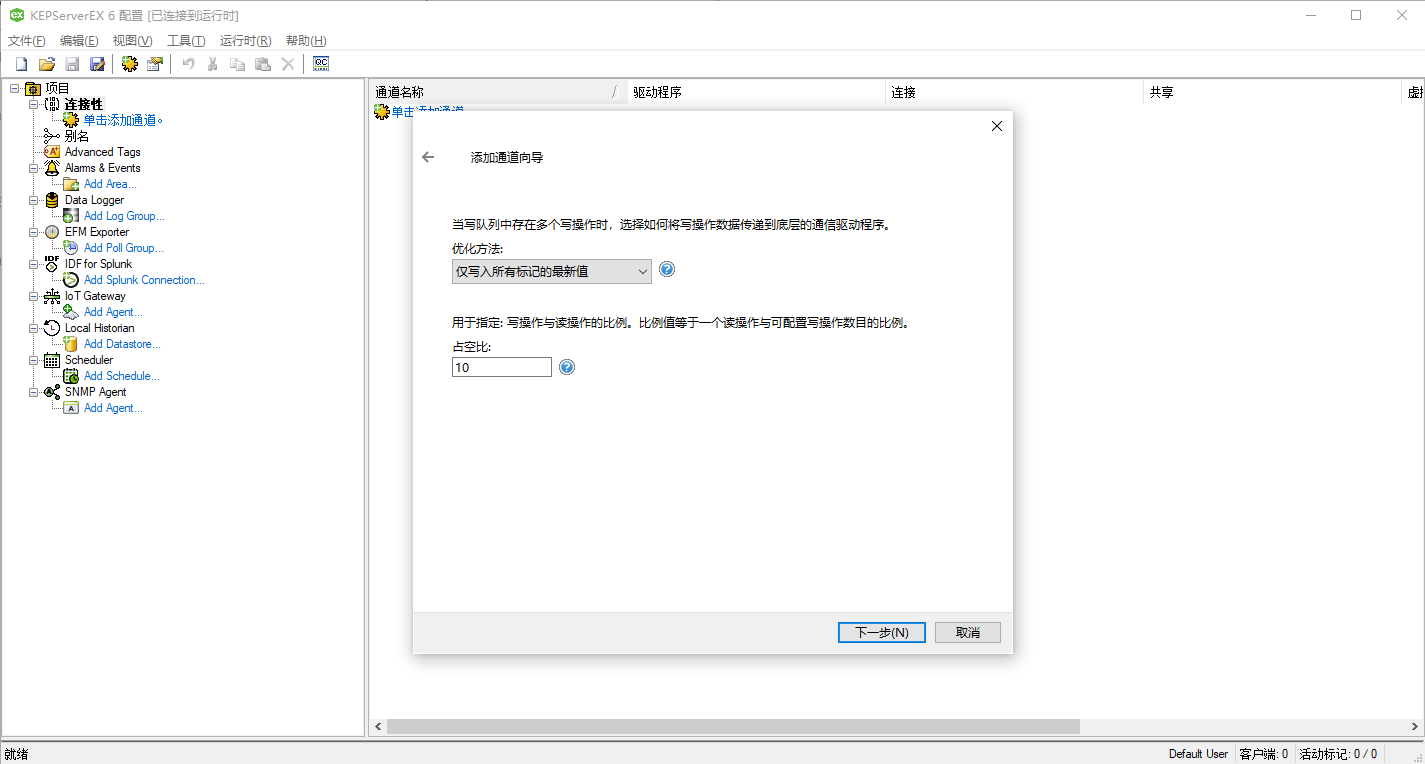 KEPServerEX 6 配置 [已连接到运行时]
文件(F) 编辑(E) 视图(V) 工具(T) 运行时(R) 帮助(H)
QC
项目
连接性
单击添加通道。
别名
Advanced Tags
Alarms & Events
Add Area...
Data Logger
Add Log Group...
EFM Exporter
Add Poll Group...
IDF for Splunk
Add Splunk Connection...
IoT Gateway
Add Agent...
Local Historian
Add Datastore...
Scheduler
Add Schedule...
SNMP Agent
Add Agent...
通道名称 / 驱动程序 连接 共享 虚拟
单击添加通道
添加通道向导
当写队列中存在多个写操作时，选择如何将写操作数据传递到底层的通信驱动程序。
优化方法:
仅写入所有标记的最新值
用于指定: 写操作与读操作的比例。比例值等于一个读操作与可配置写操作数目的比例。
占空比:
10
下一步(N) 取消
就绪 Default User 客户端: 0 活动标记: 0 / 0